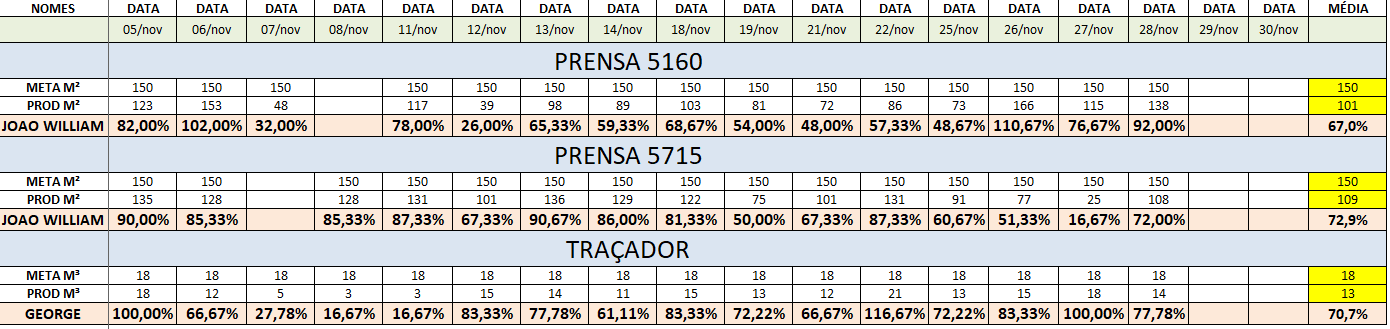 NOMES DATA DATA DATA DATA DATA DATA DATA DATA DATA DATA DATA DATA DATA DATA DATA DATA DATA DATA MÉDIA
05/nov 06/nov 07/nov 08/nov 11/nov 12/nov 13/nov 14/nov 18/nov 19/nov 21/nov 22/nov 25/nov 26/nov 27/nov 28/nov 29/nov 30/nov
PRENSA 5160
META M² 150 150 150 150 150 150 150 150 150 150 150 150 150 150 150 150
PROD M² 123 153 48 117 39 98 89 103 81 72 86 73 166 115 138 101
JOAO WILLIAM 82,00% 102,00% 32,00% 78,00% 26,00% 65,33% 59,33% 68,67% 54,00% 48,00% 57,33% 48,67% 110,67% 76,67% 92,00% 67,0%
PRENSA 5715
META M² 150 150 150 150 150 150 150 150 150 150 150 150 150 150 150 150
PROD M² 135 128 128 131 101 136 129 122 75 101 131 91 77 25 108 109
JOAO WILLIAM 90,00% 85,33% 85,33% 87,33% 67,33% 90,67% 86,00% 81,33% 50,00% 67,33% 87,33% 60,67% 51,33% 16,67% 72,00% 72,9%
TRAÇADOR
META M³ 18 18 18 18 18 18 18 18 18 18 18 18 18 18 18 18 18
PROD M³ 18 12 5 3 3 15 14 11 15 13 12 21 13 15 18 14 13
GEORGE 100,00% 66,67% 27,78% 16,67% 16,67% 83,33% 77,78% 61,11% 83,33% 72,22% 66,67% 116,67% 72,22% 83,33% 100,00% 77,78% 70,7%